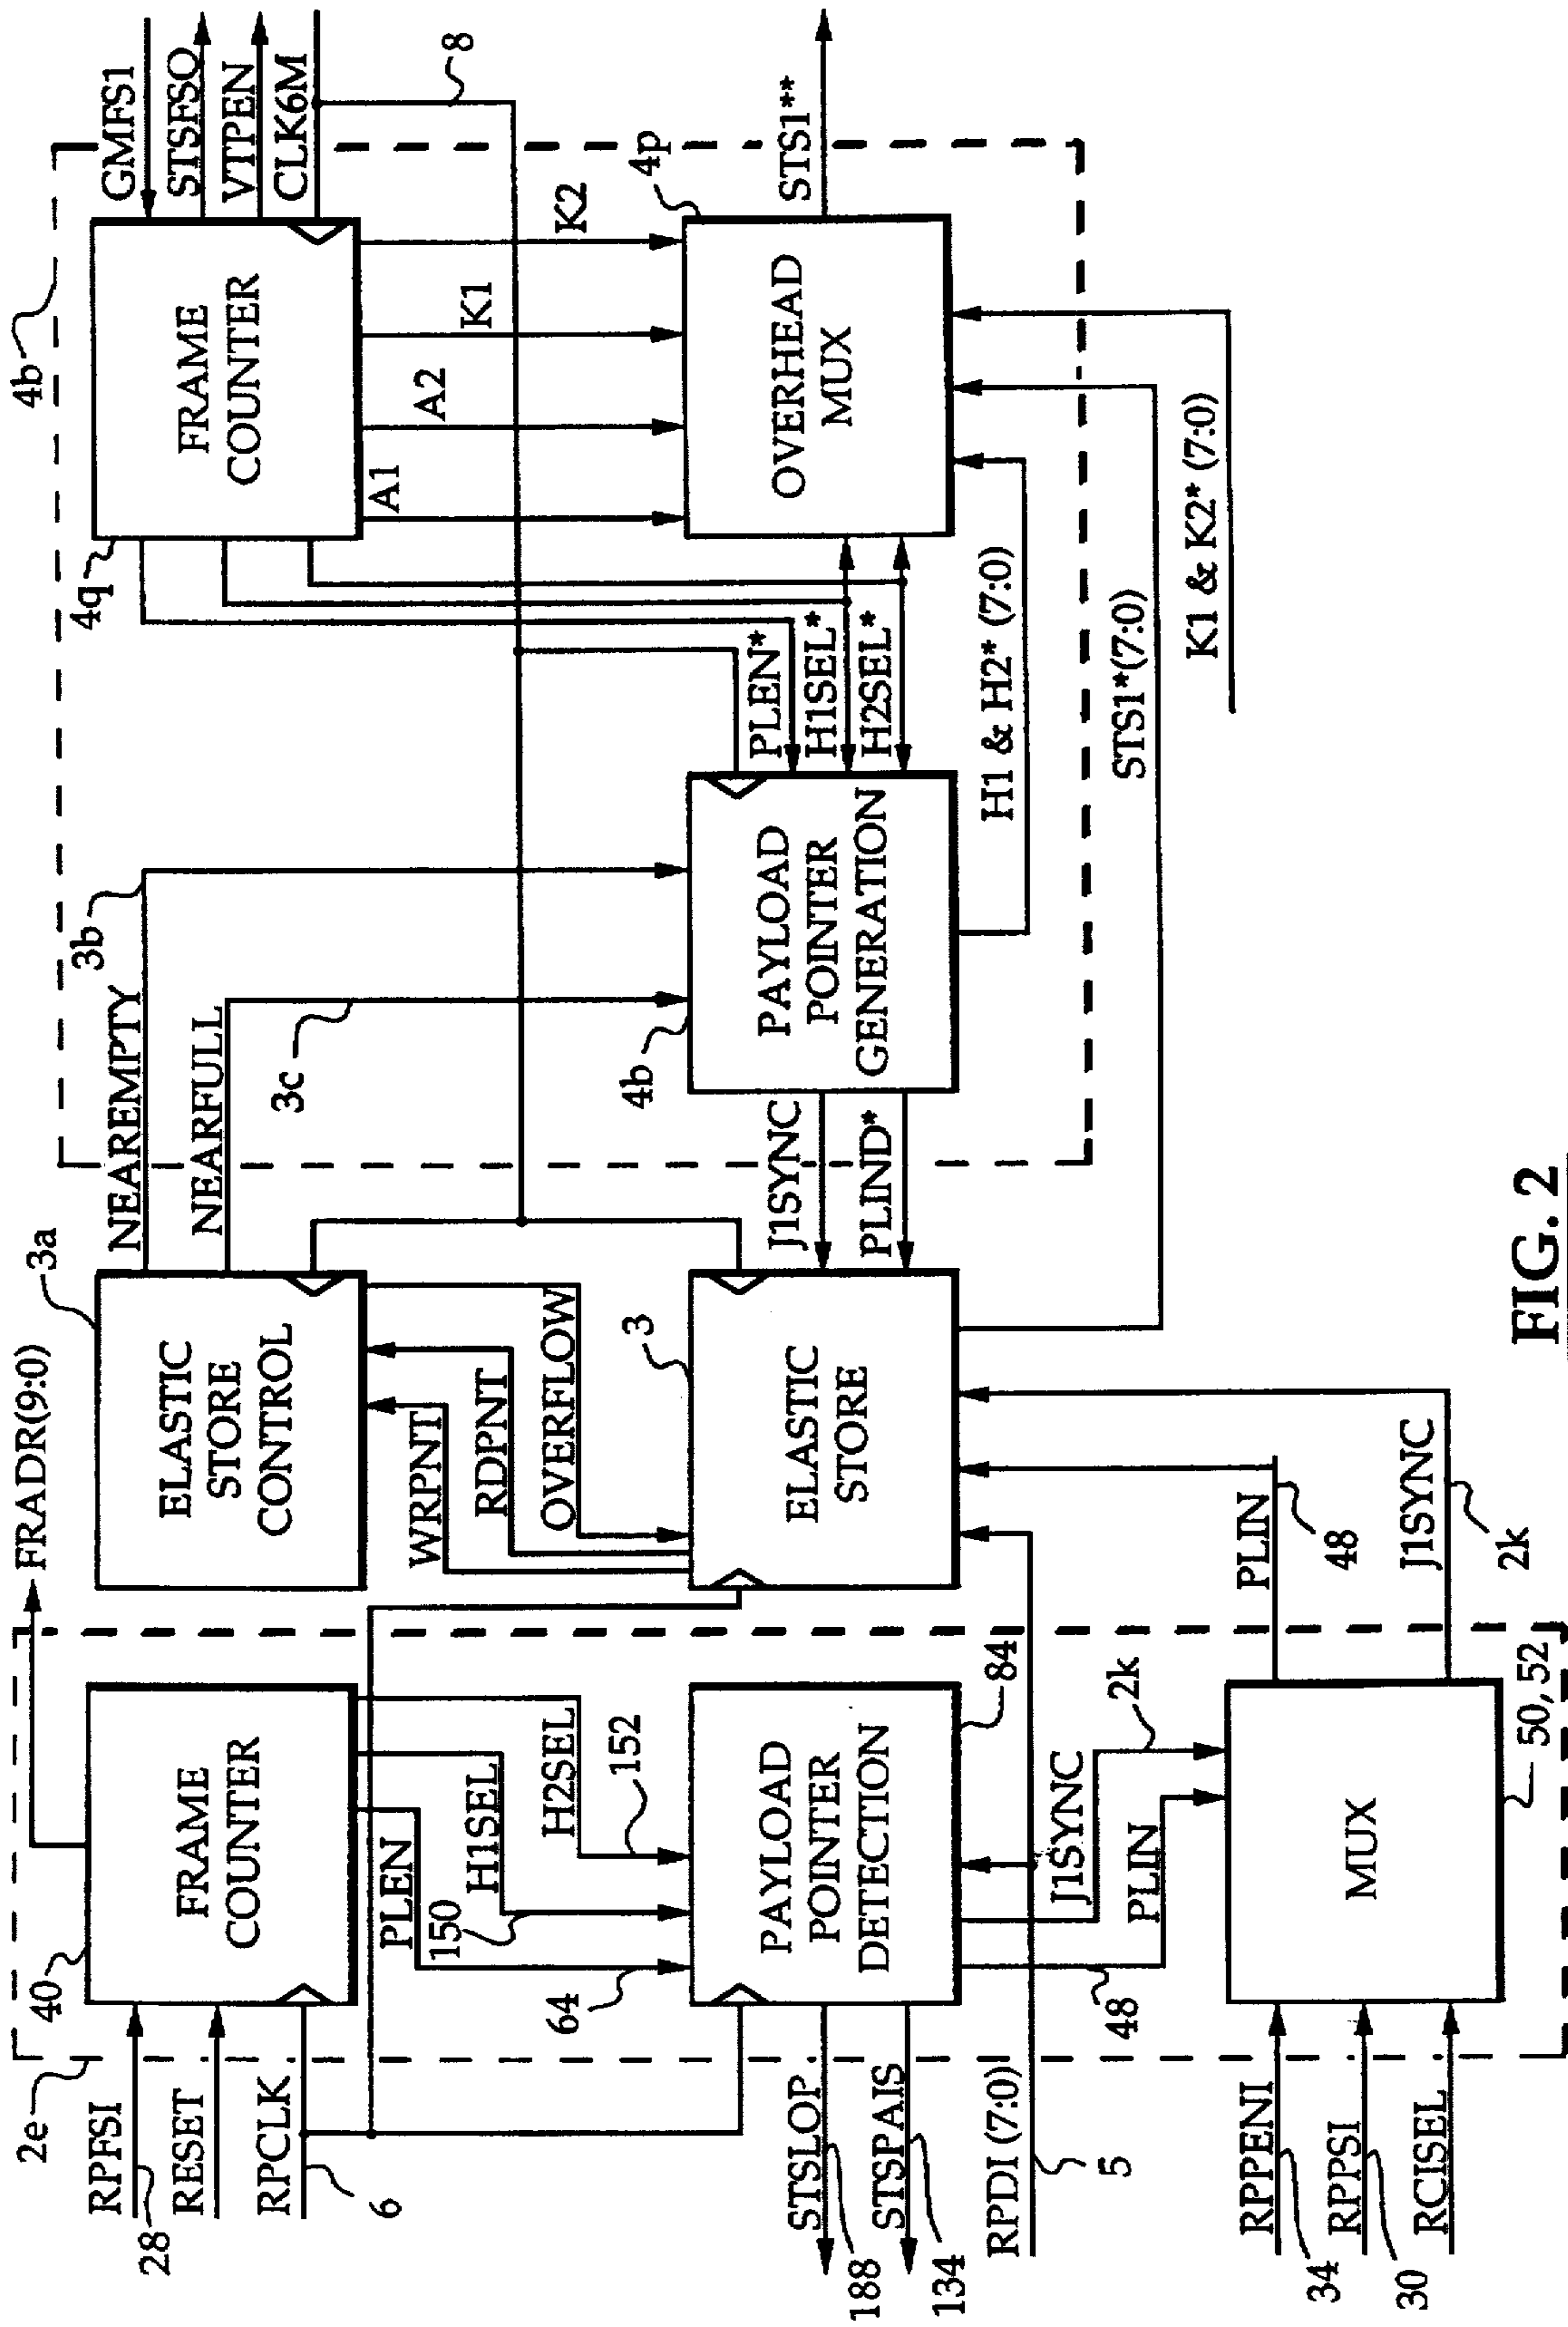 GMFS1
STSFSQ
VTPEN
CLK6M
8
4b
FRAME
COUNTER
4q
A1
A2
K1
K2
4p
OVERHEAD
MUX
STS1**
PLEN*
H1SEL*
H2SEL*
H1 & H2* (7:0)
STS1*(7:0)
K1 & K2* (7:0)
3b
NEAREMPTY
NEARFULL
3c
4b
PAYLOAD
POINTER
GENERATION
J1SYNC
PLIND*
3a
ELASTIC
STORE
CONTROL
WRPNT
RDPNT
OVERFLOW
3
ELASTIC
STORE
PLIN
48
J1SYNC
2k
FRADR(9:0)
FRAME
COUNTER
40
PLEN
H1SEL
H2SEL
150
152
64
PAYLOAD
POINTER
DETECTION
84
J1SYNC
2k
PLIN
48
MUX
50, 52
2e
RPPFSI
28
RESET
RPCLK
6
STSLOP
188
STSPAIS
134
RPDI (7:0)
5
RPPENI
34
RPPSI
30
RCISEL
FIG. 2